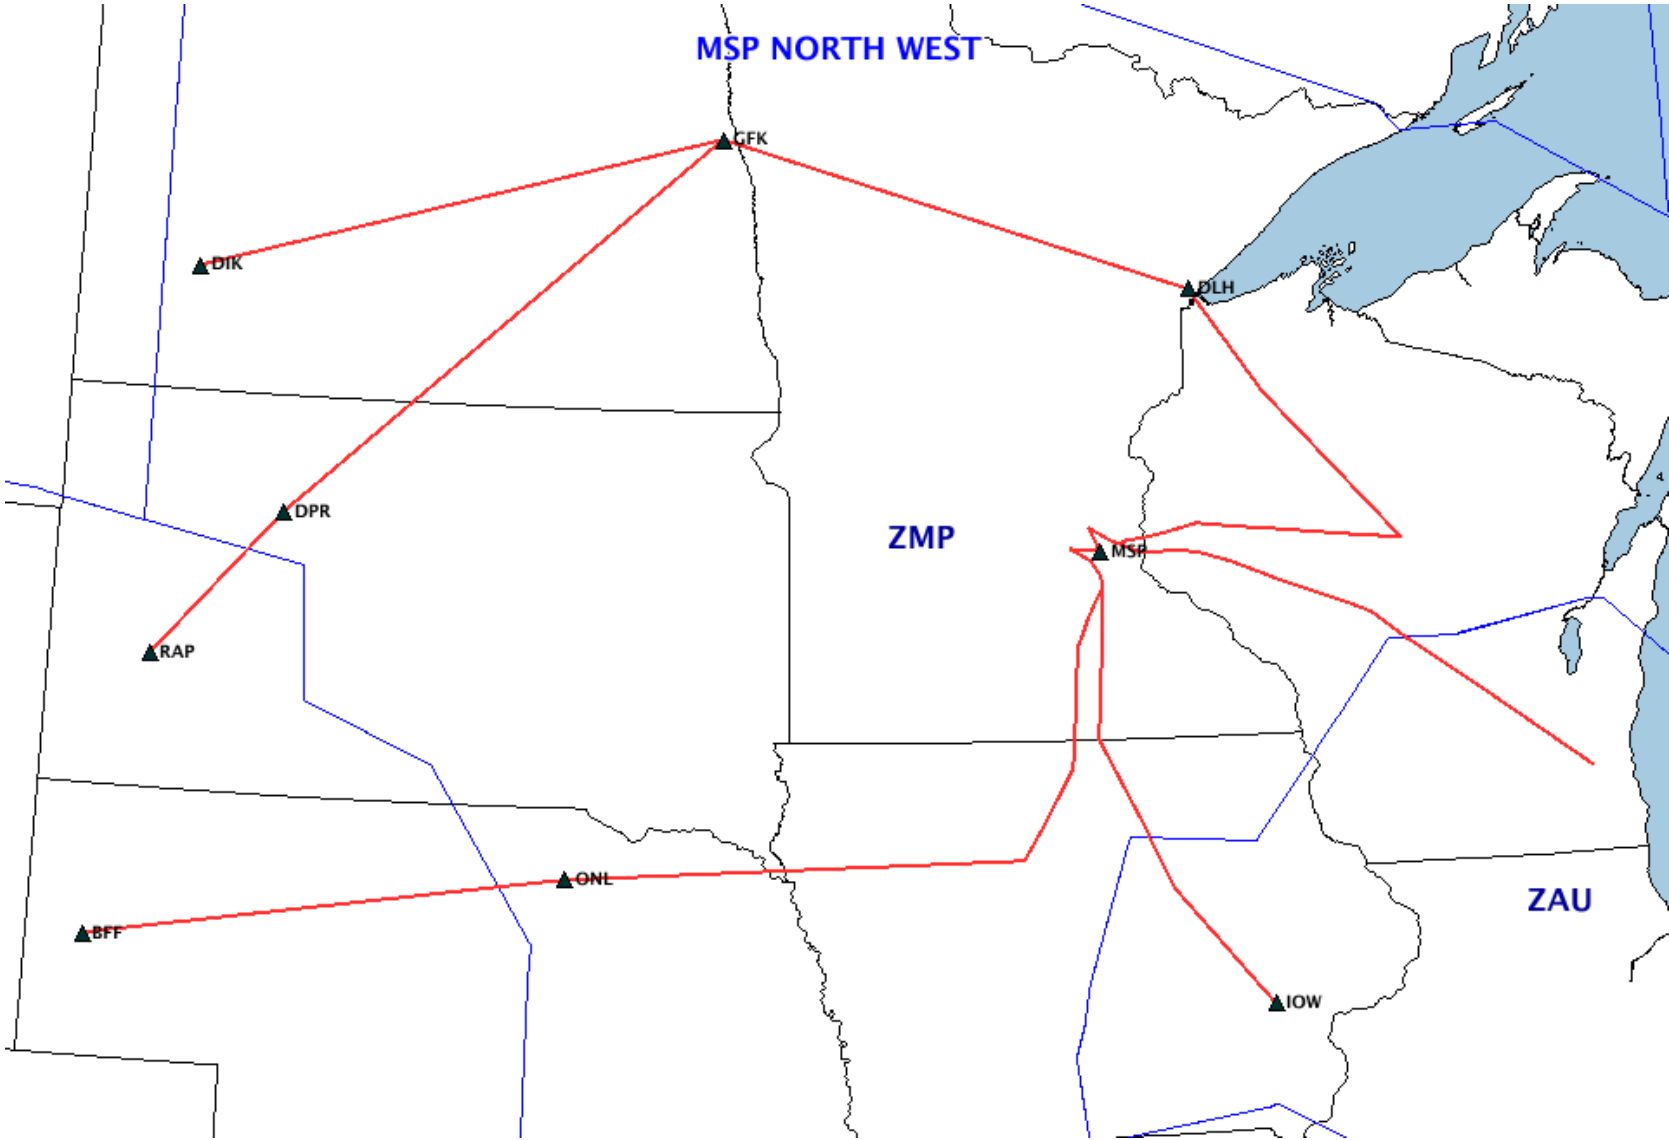 MSP NORTH WEST
GFK
DIK
DLH
DPR
ZMP
MSP
RAP
ONL
ZAU
BFF
IOW